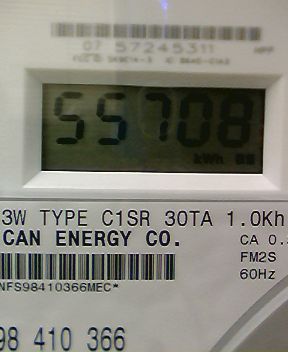 07 57245311
55708
kWh
3W TYPE C1SR 30TA 1.0Kh
CAN ENERGY CO.
CA 0.
FM2S
60Hz
NFS98410366MEC*
98 410 366